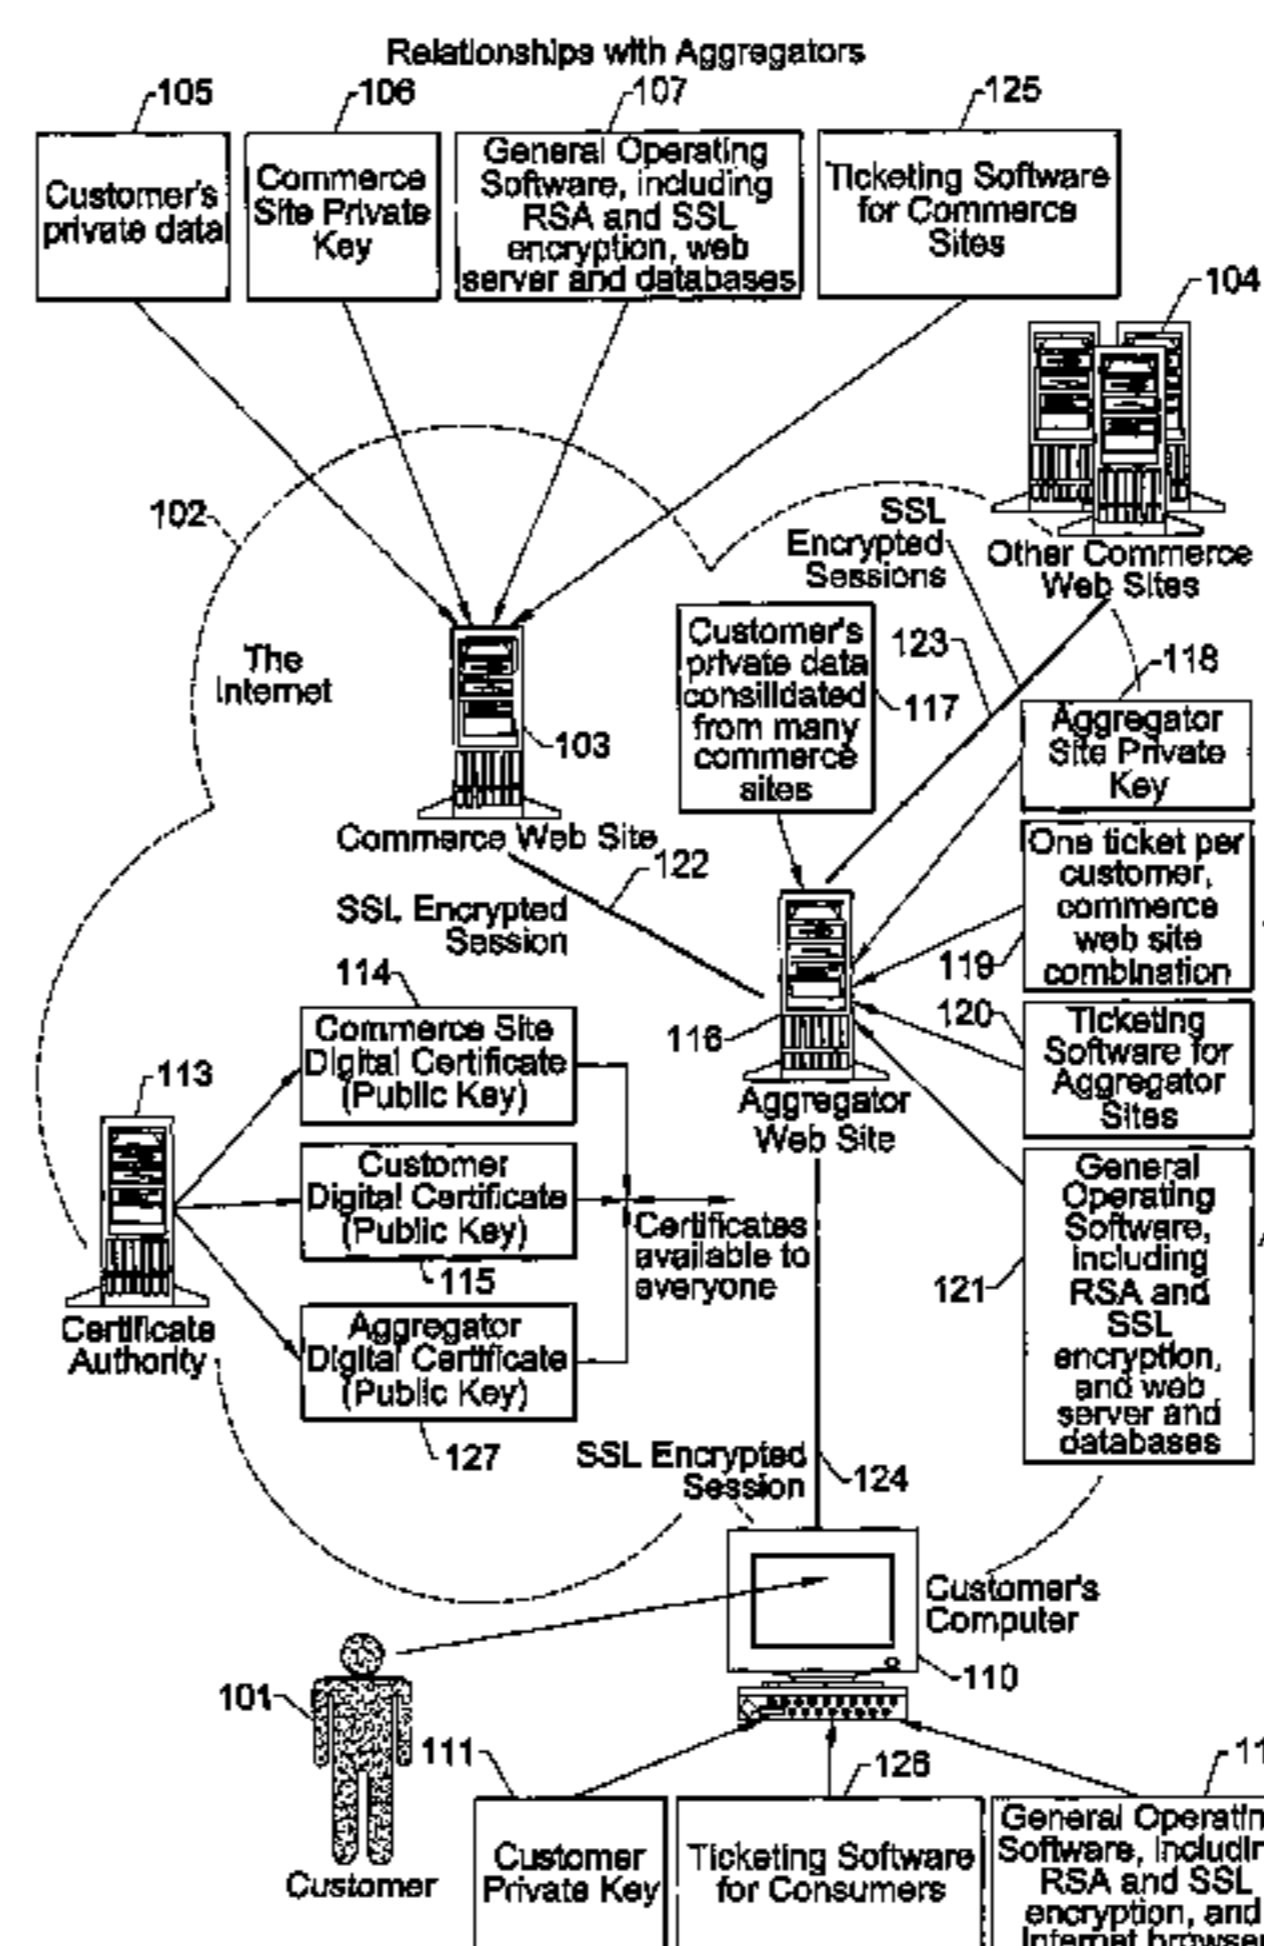 Relationships with Aggregators
105
106
107
125
Customer's
private data
Commerce
Site Private
Key
General Operating
Software, including
RSA and SSL
encryption, web
server and databases
Ticketing Software
for Commerce
Sites
104
102
SSL
Encrypted
Sessions
Other Commerce
Web Sites
The
Internet
103
Commerce Web Site
Customer's
private data
consilldated
from many
commerce
sites
117
123
118
Aggregator
Site Private
Key
122
SSL Encrypted
Session
One ticket per
customer,
commerce
web site
combination
119
114
Commerce Site
Digital Certificate
(Public Key)
116
Aggregator
Web Site
120
Ticketing
Software for
Aggregator
Sites
113
Certificate
Authority
Customer
Digital Certificate
(Public Key)
115
Certificates
available to
everyone
121
General
Operating
Software,
including
RSA and
SSL
encryption,
and web
server and
databases
Aggregator
Digital Certificate
(Public Key)
127
SSL Encrypted
Session
124
Customer's
Computer
110
101
Customer
111
Customer
Private Key
126
Ticketing Software
for Consumers
General Operatin
Software, includin
RSA and SSL
encryption, and
Internet browser